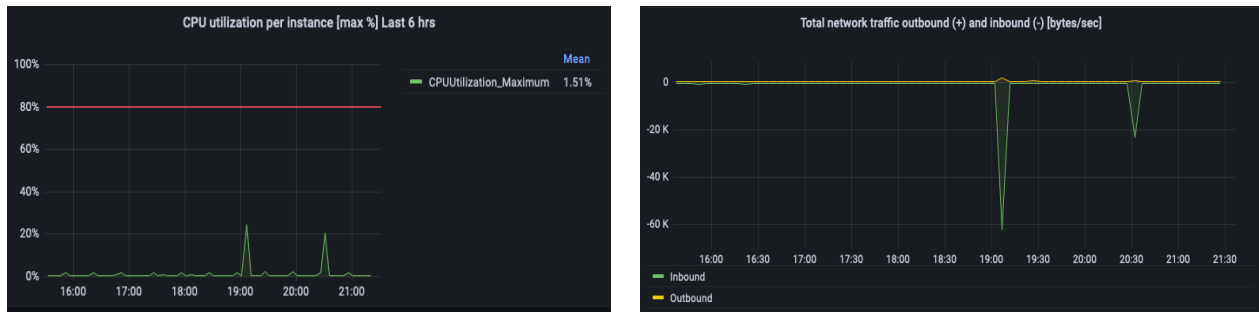 CPU utilization per instance [max %] Last 6 hrs
100%
80%
60%
40%
20%
0%
16:00 17:00 18:00 19:00 20:00 21:00
Mean
CPUUtilization_Maximum 1.51%
Total network traffic outbound (+) and inbound (-) [bytes/sec]
0
-20 K
-40 K
-60 K
16:00 16:30 17:00 17:30 18:00 18:30 19:00 19:30 20:00 20:30 21:00 21:30
Inbound
Outbound